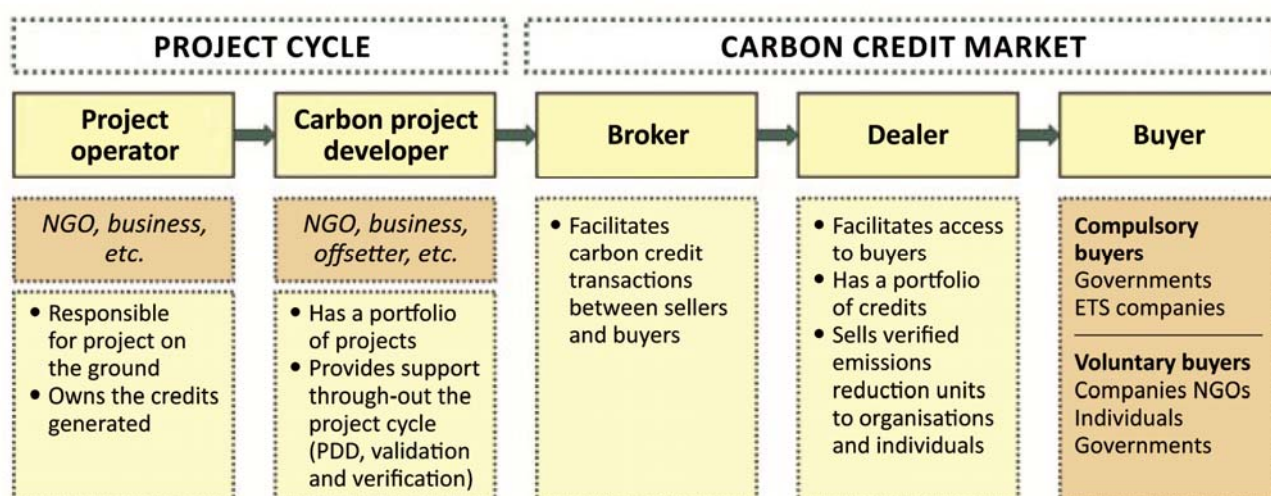 PROJECT CYCLE
CARBON CREDIT MARKET
Project
operator
Carbon project
developer
Broker
Dealer
Buyer
NGO, business,
etc.
• Responsible
for project on
the ground
• Owns the credits
generated
NGO, business,
offsetter, etc.
• Has a portfolio
of projects
• Provides support
through-out the
project cycle
(PDD, validation
and verification)
• Facilitates
carbon credit
transactions
between sellers
and buyers
• Facilitates access
to buyers
• Has a portfolio
of credits
• Sells verified
emissions
reduction units
to organisations
and individuals
Compulsory
buyers
Governments
ETS companies
Voluntary buyers
Companies NGOs
Individuals
Governments